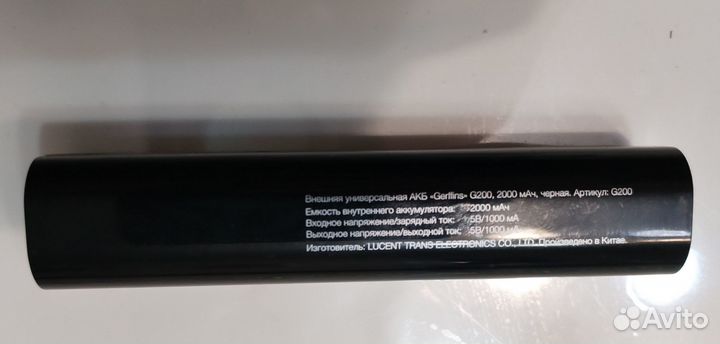 Внешняя универсальная АКБ «Gerffins» G200, 2000 мАч, черная. Артикул: G200
Емкость внутреннего аккумулятора: 2000 мАч
Входное напряжение/зарядный ток: 5В/1000 мА
Выходное напряжение/выходной ток: 5В/1000 мА
Изготовитель: LUCENT TRANS ELECTRONICS CO., LTD. Произведено в Китае.
Avito